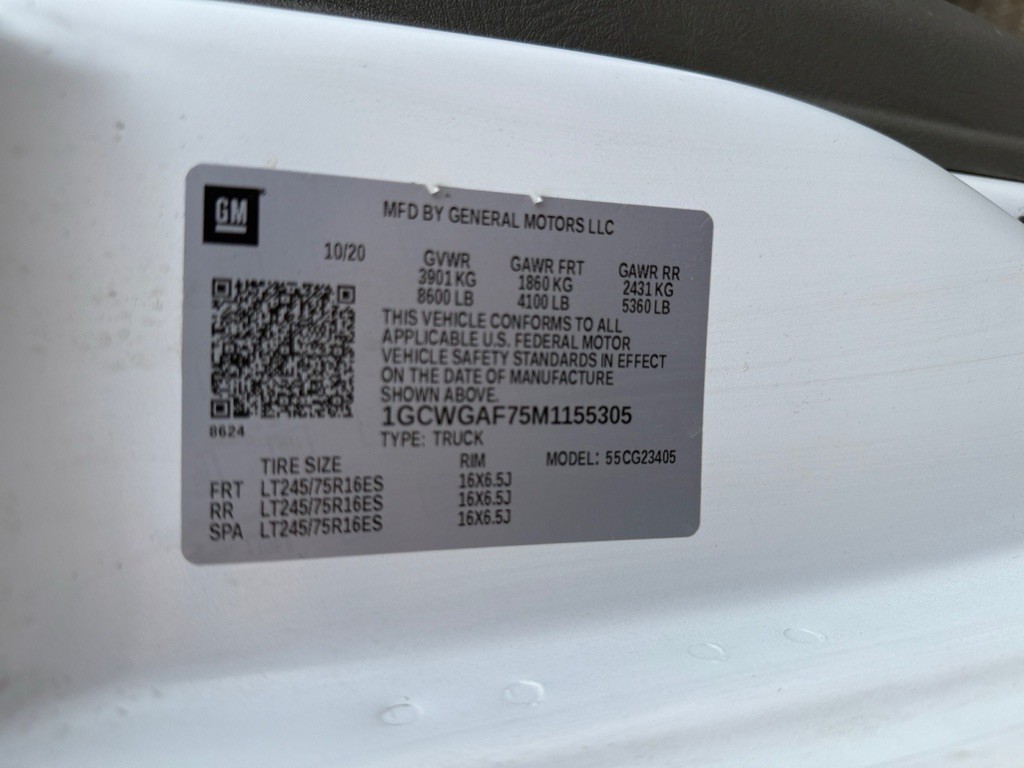 GM
MFD BY GENERAL MOTORS LLC
10/20 GVWR GAWR FRT GAWR RR
3901 KG 1860 KG 2431 KG
8600 LB 4100 LB 5360 LB
THIS VEHICLE CONFORMS TO ALL
APPLICABLE U.S. FEDERAL MOTOR
VEHICLE SAFETY STANDARDS IN EFFECT
ON THE DATE OF MANUFACTURE
SHOWN ABOVE.
1GCWGAF75M1155305
8624
TYPE: TRUCK MODEL: 55CG23405
TIRE SIZE RIM
FRT LT245/75R16ES 16X6.5J
RR LT245/75R16ES 16X6.5J
SPA LT245/75R16ES 16X6.5J